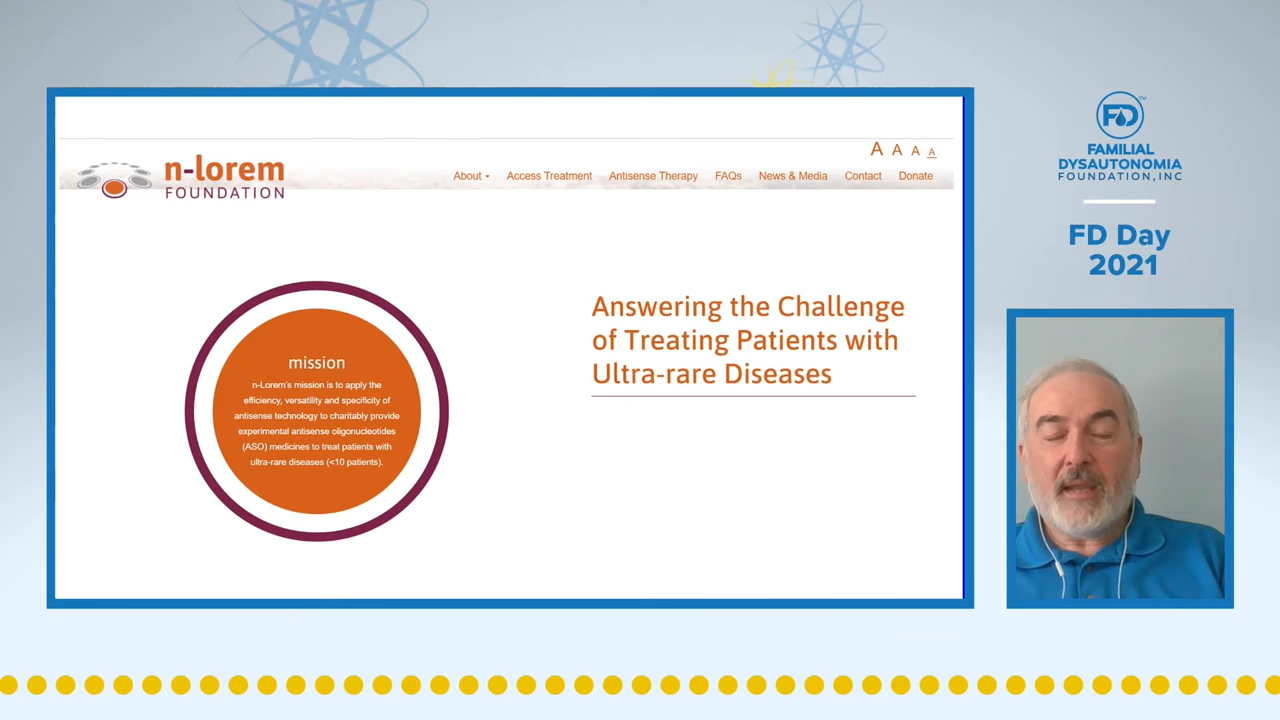 n-lorem
FOUNDATION
A A A A
About Access Treatment Antisense Therapy FAQs News & Media Contact Donate
mission
n-Lorem's mission is to apply the
efficiency, versatility and specificity of
antisense technology to charitably provide
experimental antisense oligonucleotides
(ASO) medicines to treat patients with
ultra-rare diseases (<10 patients).
Answering the Challenge
of Treating Patients with
Ultra-rare Diseases
FD™
FAMILIAL
DYSAUTONOMIA
FOUNDATION, INC
FD Day
2021